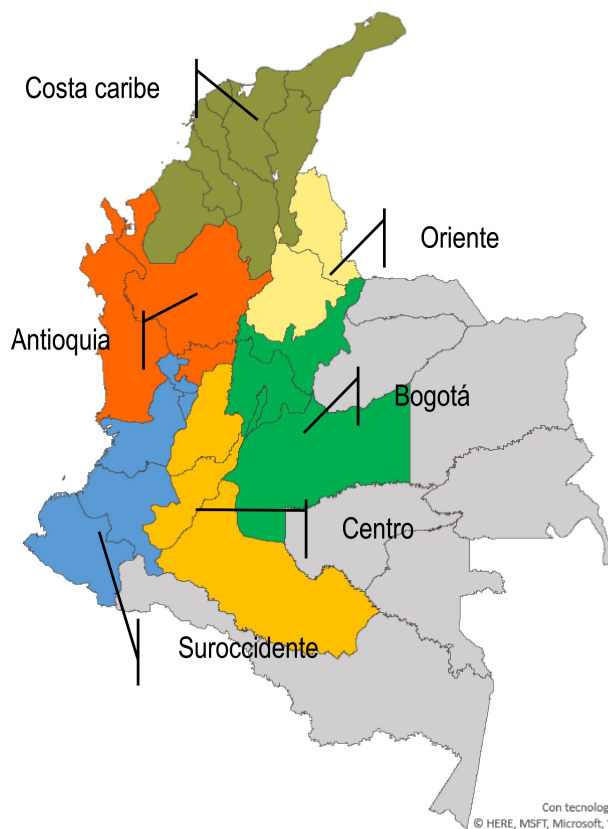 Costa caribe
Oriente
Antioquia
Bogotá
Centro
Suroccidente
Con tecnolog
© HERE, MSFT, Microsoft,